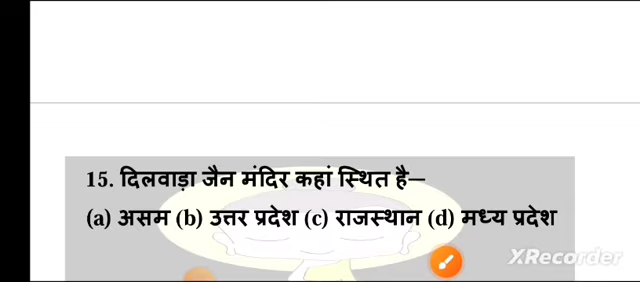 15. दिलवाड़ा जैन मंदिर कहां स्थित है—
(a) असम (b) उत्तर प्रदेश (c) राजस्थान (d) मध्य प्रदेश
XRecorder